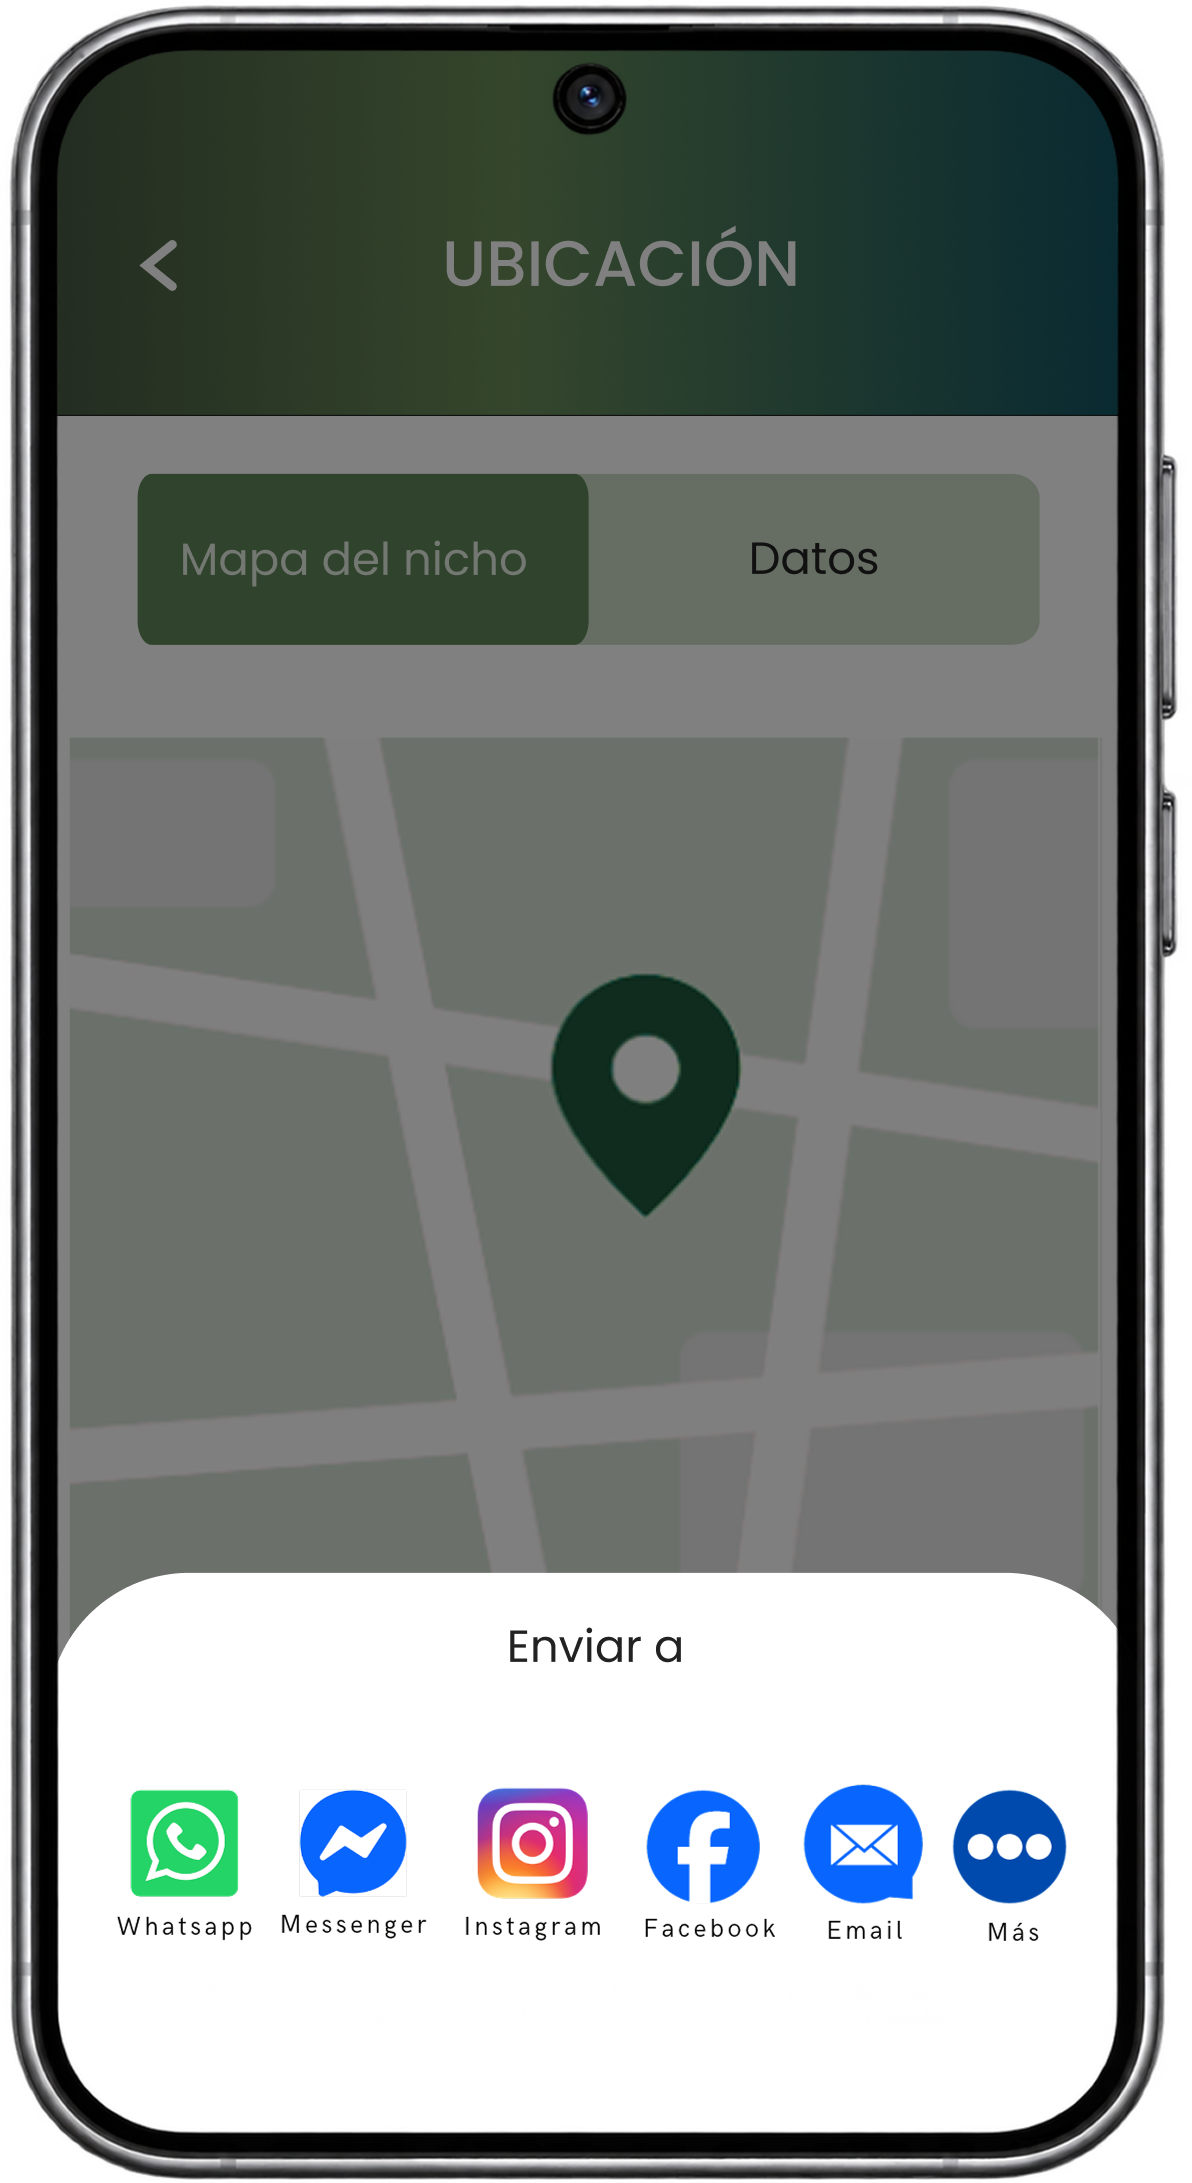 UBICACIÓN
Mapa del nicho
Datos
Enviar a
Whatsapp
Messenger
Instagram
Facebook
Email
Más